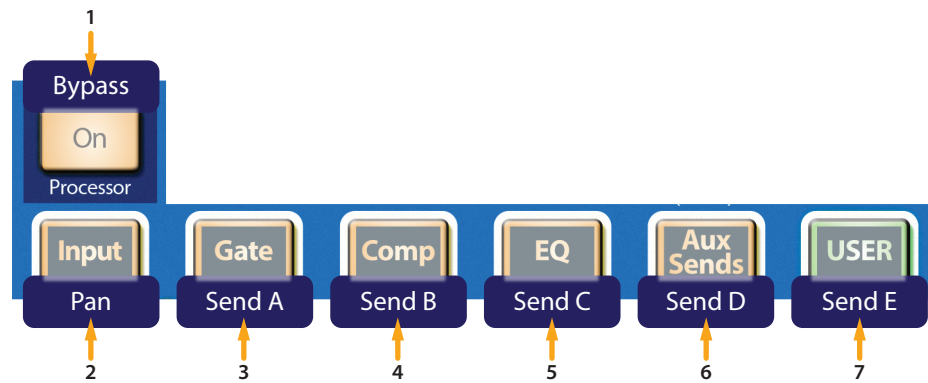 1
Bypass
On
Processor
Input Gate Comp EQ Aux Sends USER
Pan Send A Send B Send C Send D Send E
2 3 4 5 6 7